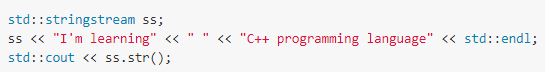 std::stringstream ss;
ss << "I'm learning" << " " << "C++ programming language" << std::endl;
std::cout << ss.str();